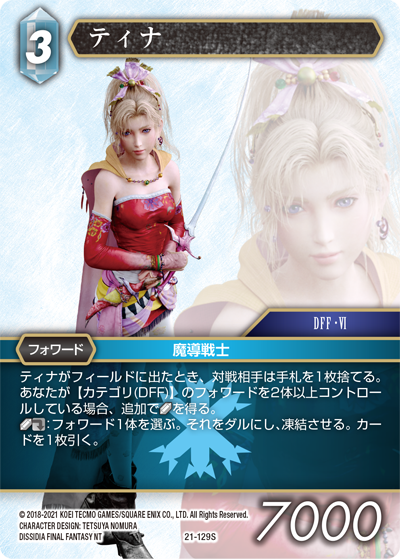 3
ティナ
DFF・VI
フォワード
魔導戦士
ティナがフィールドに出たとき、対戦相手は手札を1枚捨てる。
あなたが【カテゴリ(DFF)】のフォワードを2体以上コントロ
ールしている場合、追加で を得る。
:フォワード1体を選ぶ。それをダルにし、凍結させる。カー
ドを1枚引く。
© 2018-2021 KOEI TECMO GAMES/SQUARE ENIX CO., LTD. All Rights Reserved.
CHARACTER DESIGN: TETSUYA NOMURA
DISSIDIA FINAL FANTASY NT
21-129S
7000